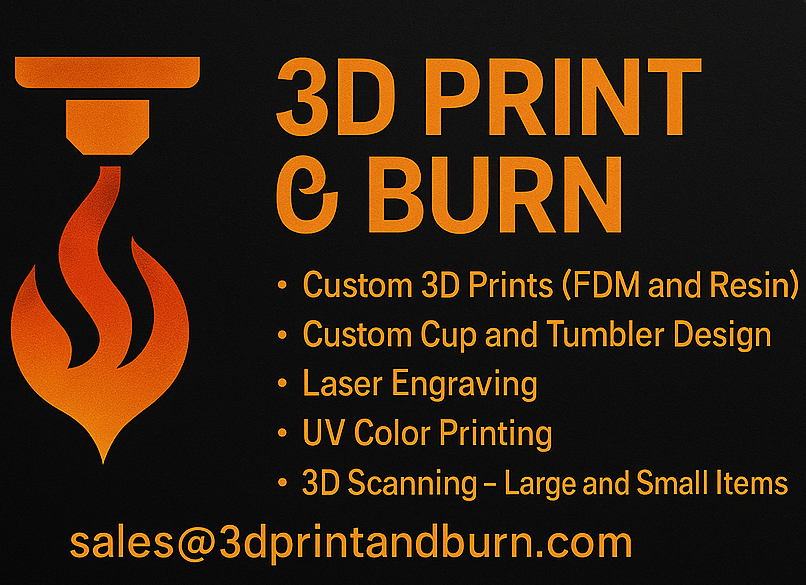 3D PRINT
& BURN
• Custom 3D Prints (FDM and Resin)
• Custom Cup and Tumbler Design
• Laser Engraving
• UV Color Printing
• 3D Scanning – Large and Small Items
sales@3dprintandburn.com